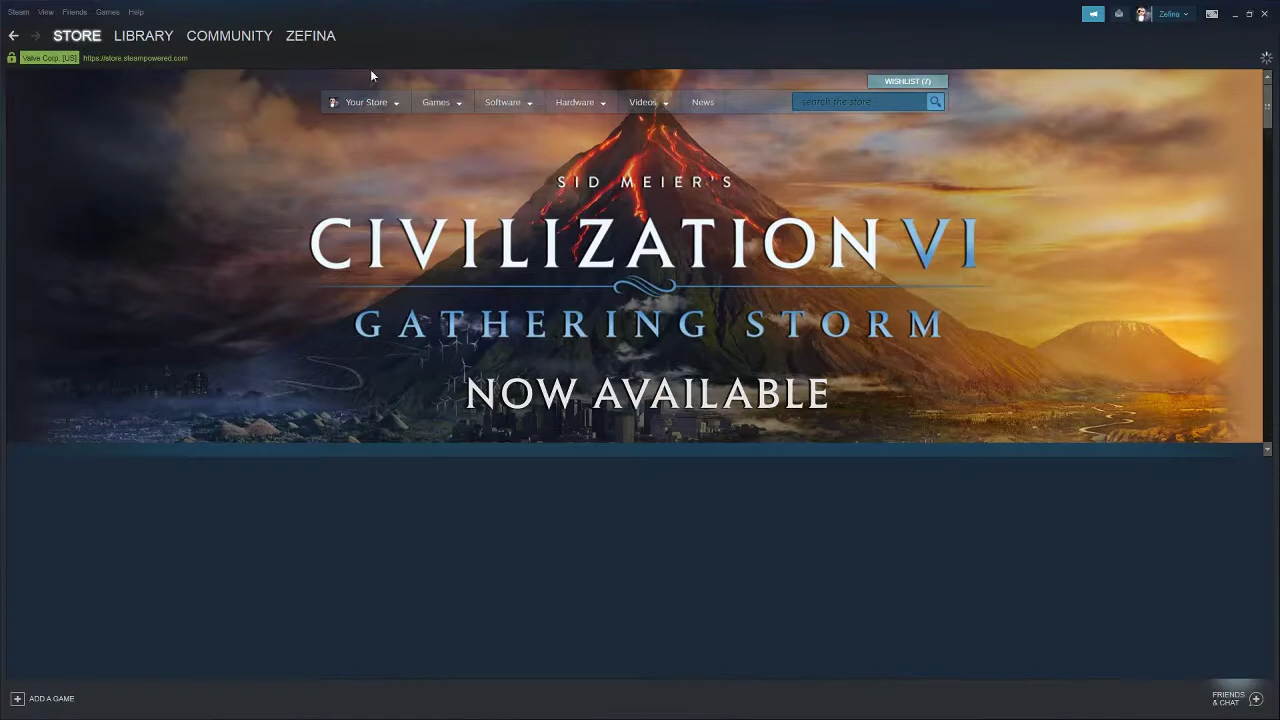 Steam View Friends Games Help
Zefina
STORE LIBRARY COMMUNITY ZEFINA
Valve Corp. [US] https://store.steampowered.com
WISHLIST (7)
Your Store Games Software Hardware Videos News search the store
SID MEIER'S
CIVILIZATION VI
GATHERING STORM
NOW AVAILABLE
ADD A GAME
FRIENDS
& CHAT